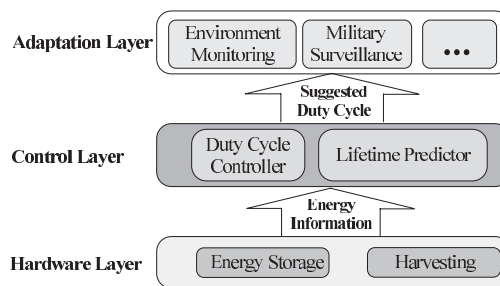 Adaptation Layer
Environment
Monitoring
Military
Surveillance
...
Suggested
Duty Cycle
Control Layer
Duty Cycle
Controller
Lifetime Predictor
Energy
Information
Hardware Layer
Energy Storage
Harvesting